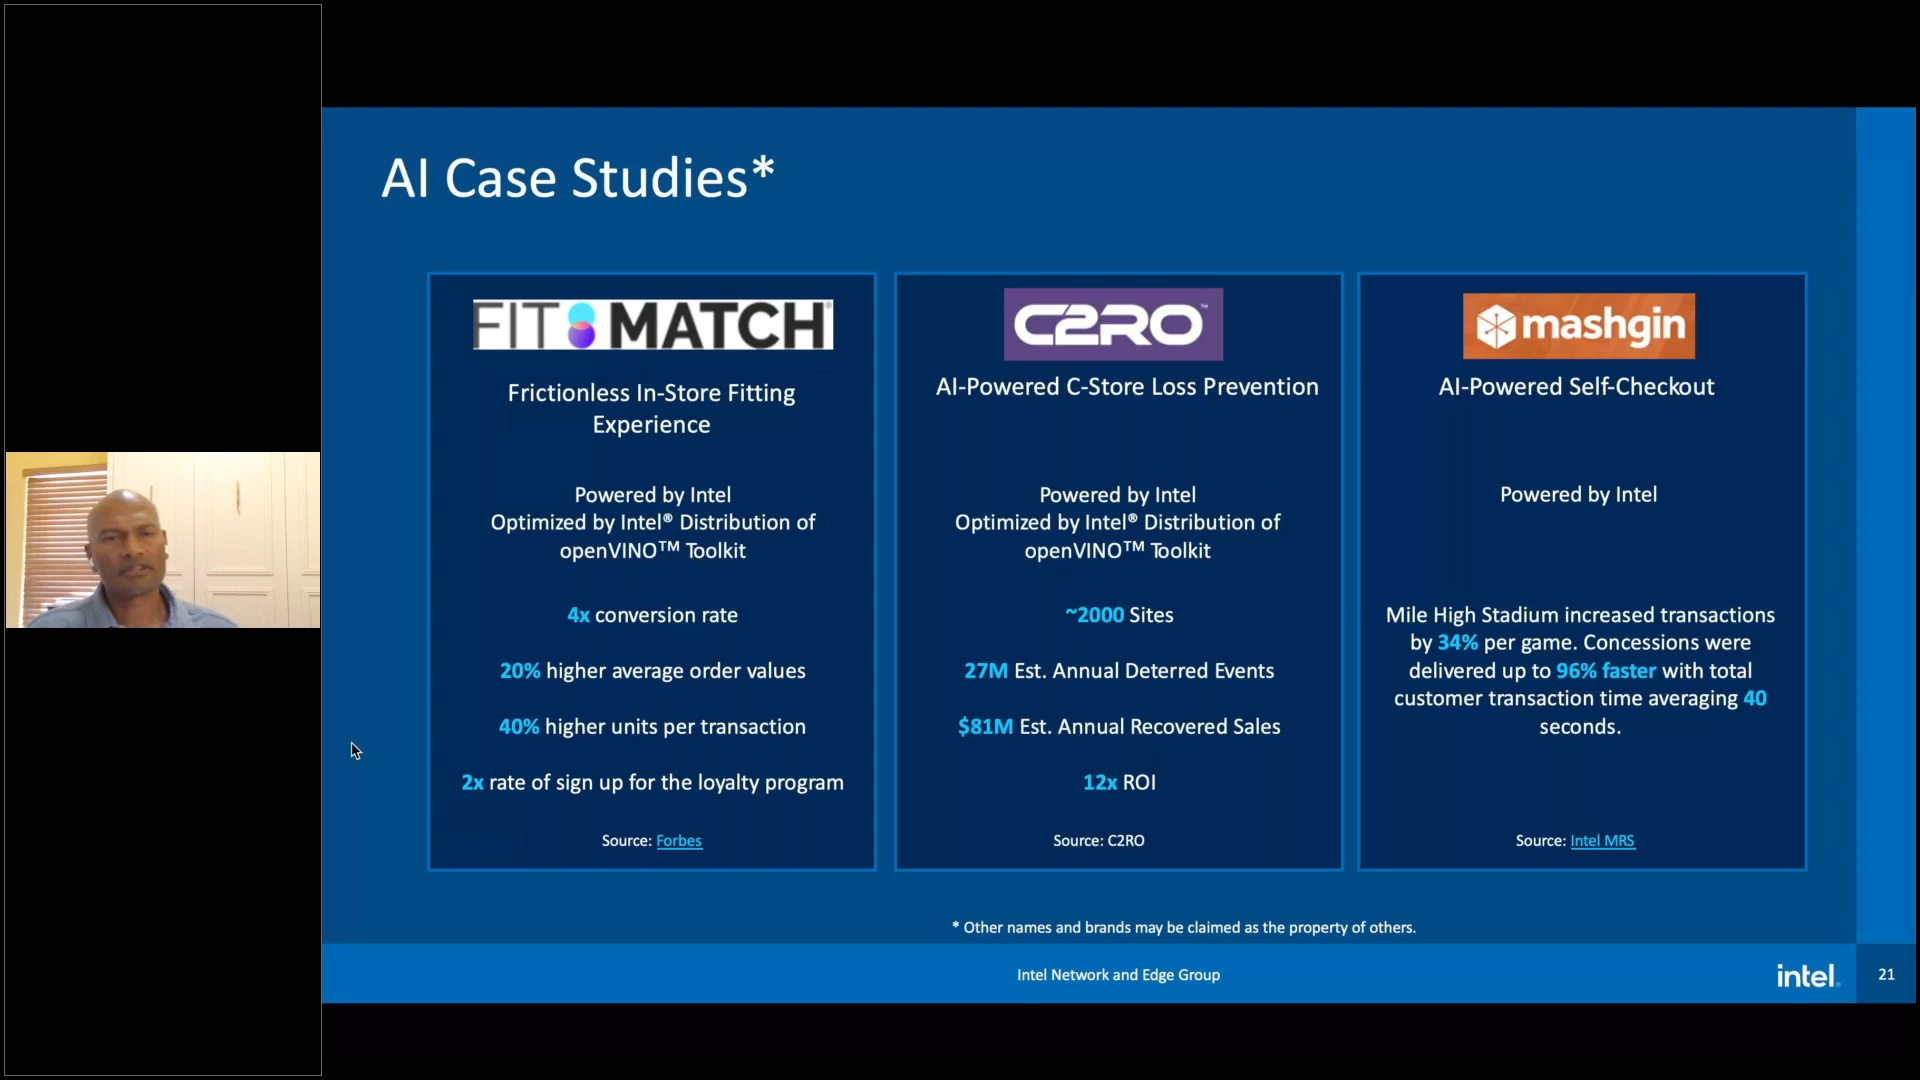 AI Case Studies*
FIT MATCH
Frictionless In-Store Fitting
Experience
Powered by Intel
Optimized by Intel® Distribution of
openVINO™ Toolkit
4x conversion rate
20% higher average order values
40% higher units per transaction
2x rate of sign up for the loyalty program
Source: Forbes
C2RO™
AI-Powered C-Store Loss Prevention
Powered by Intel
Optimized by Intel® Distribution of
openVINO™ Toolkit
~2000 Sites
27M Est. Annual Deterred Events
$81M Est. Annual Recovered Sales
12x ROI
Source: C2RO
mashgin
AI-Powered Self-Checkout
Powered by Intel
Mile High Stadium increased transactions
by 34% per game. Concessions were
delivered up to 96% faster with total
customer transaction time averaging 40
seconds.
Source: Intel MRS
* Other names and brands may be claimed as the property of others.
Intel Network and Edge Group
intel.
21